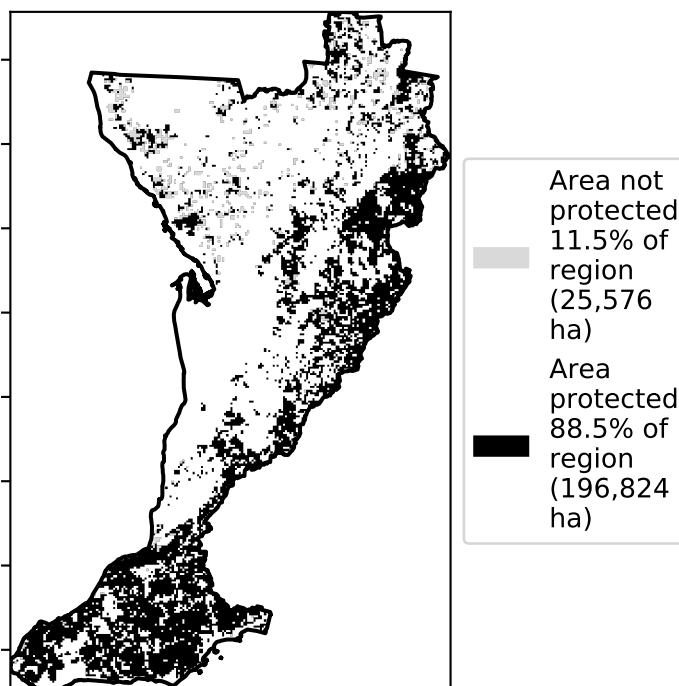 Area not
protected
11.5% of
region
(25,576
ha)
Area
protected
88.5% of
region
(196,824
ha)